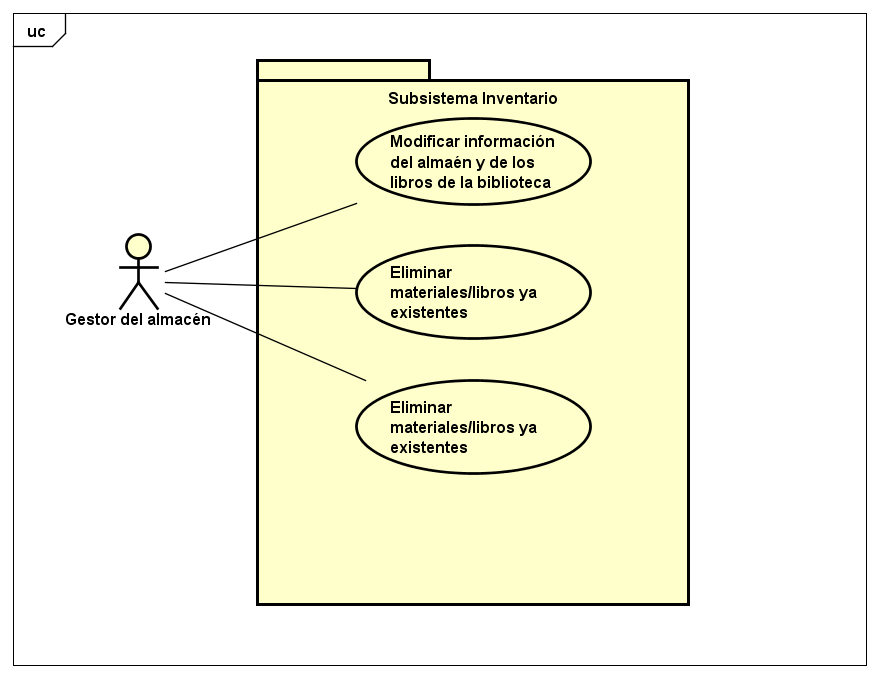 uc
Subsistema Inventario
Modificar información
del almaén y de los
libros de la biblioteca
Eliminar
materiales/libros ya
existentes
Gestor del almacén
Eliminar
materiales/libros ya
existentes